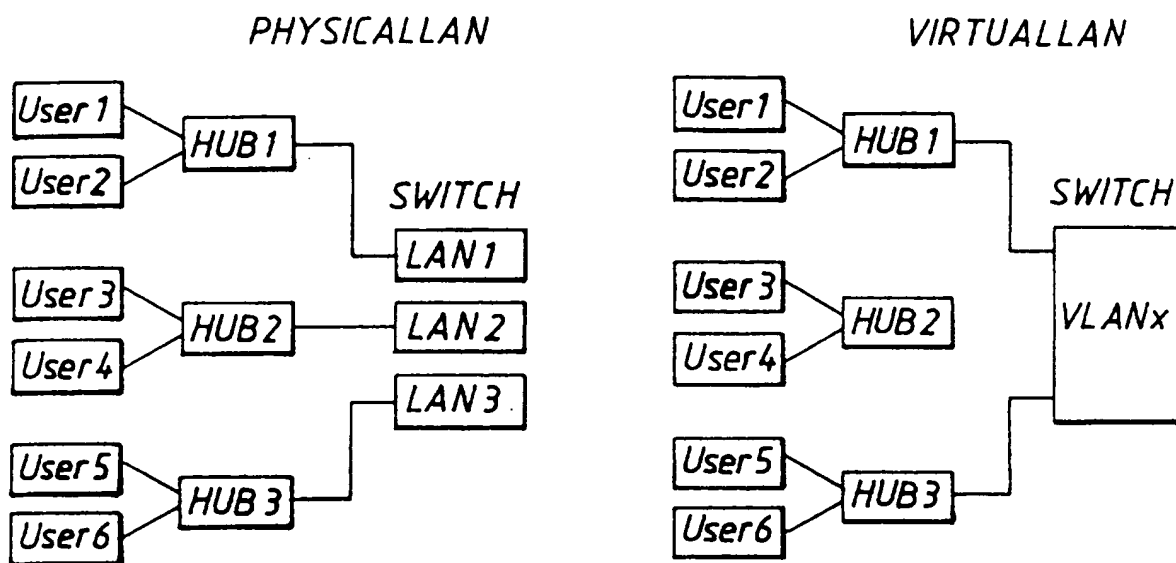 PHYSICALLAN
User1
User2
HUB1
SWITCH
LAN1
User3
User4
HUB2
LAN2
LAN3
User5
User6
HUB3
VIRTUALLAN
User1
User2
HUB1
SWITCH
User3
User4
HUB2
VLANx
User5
User6
HUB3